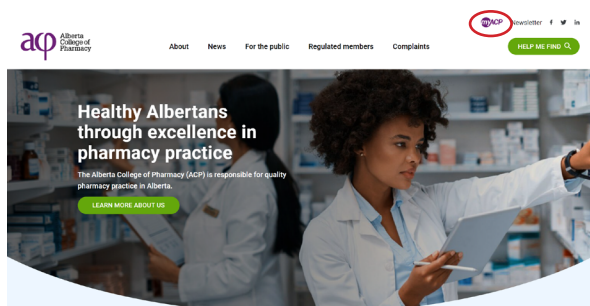 myACP Newsletter
acp Alberta
College of
Pharmacy
About News For the public Regulated members Complaints
HELP ME FIND
Healthy Albertans
through excellence in
pharmacy practice
The Alberta College of Pharmacy (ACP) is responsible for quality
pharmacy practice in Alberta.
LEARN MORE ABOUT US